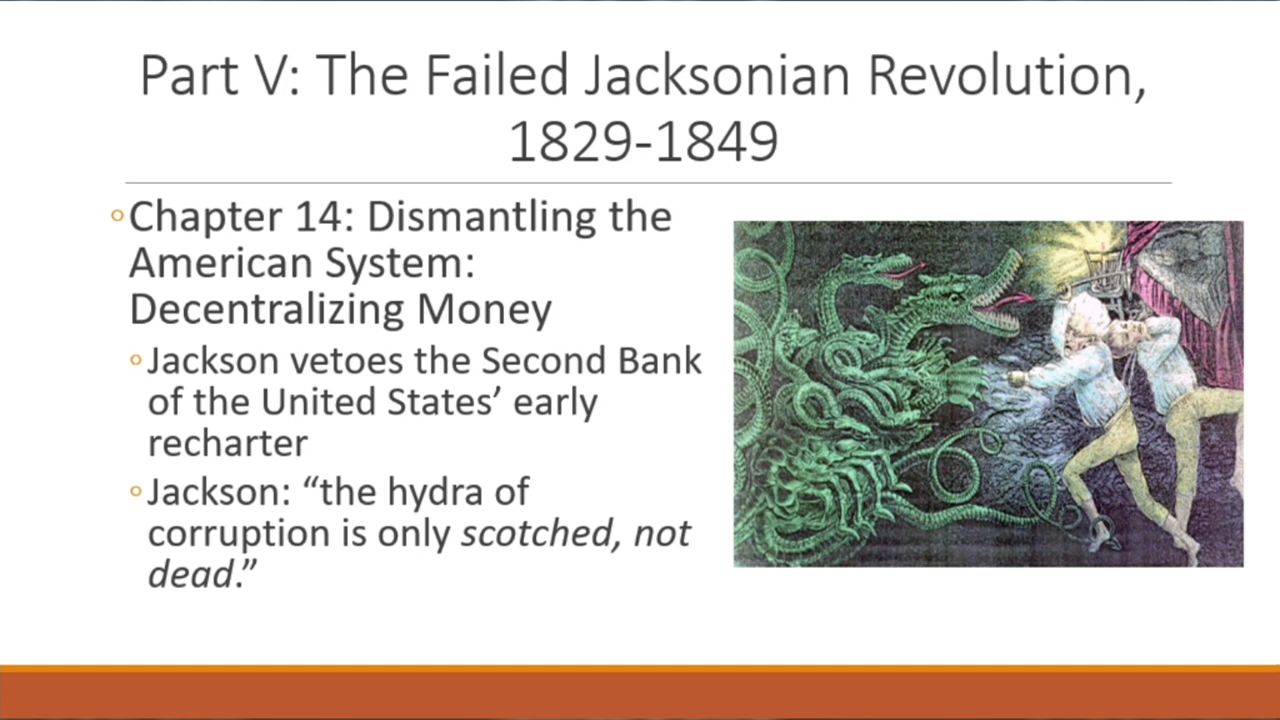 Part V: The Failed Jacksonian Revolution,
1829-1849
Chapter 14: Dismantling the
American System:
Decentralizing Money
Jackson vetoes the Second Bank
of the United States’ early
recharter
Jackson: “the hydra of
corruption is only scotched, not
dead.”